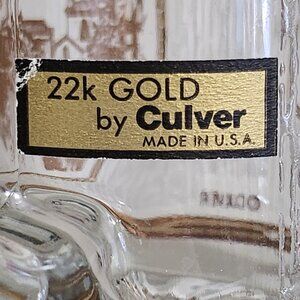 22k GOLD
by Culver
MADE IN U.S.A.